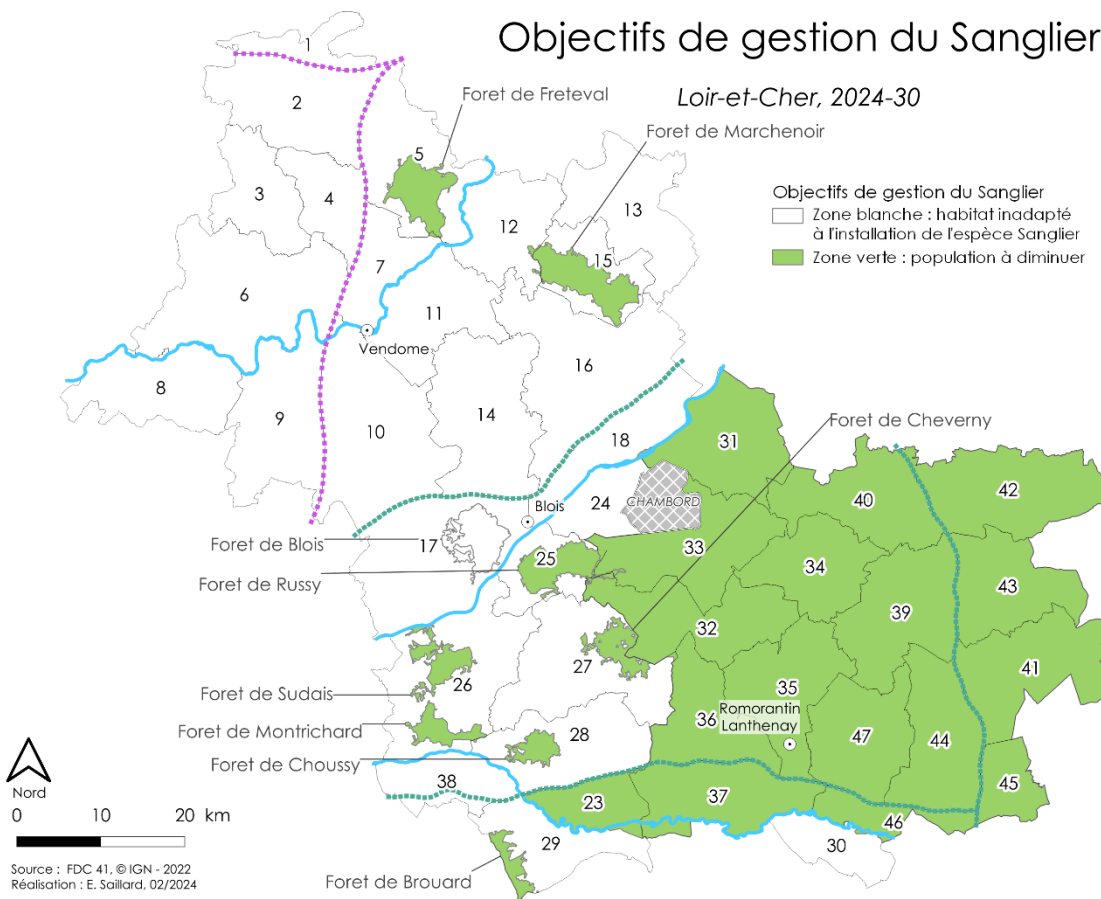 Objectifs de gestion du Sanglier
Loir-et-Cher, 2024-30
Foret de Freteval
Foret de Marchenoir
Objectifs de gestion du Sanglier
Zone blanche : habitat inadapté
à l'installation de l'espèce Sanglier
Zone verte : population à diminuer
1
2
3
4
5
6
7
8
9
10
11
12
13
14
15
16
Vendome
Foret de Cheverny
18
31
40
42
24
CHAMBORD
Blois
17
Foret de Blois
25
33
34
43
Foret de Russy
39
32
27
41
26
35
Foret de Sudais
Romorantin
Lanthenay
36
47
44
Foret de Montrichard
28
Foret de Choussy
38
45
23
37
46
29
30
Foret de Brouard
Nord
0 10 20 km
Source : FDC 41, © IGN - 2022
Réalisation : E. Saillard, 02/2024